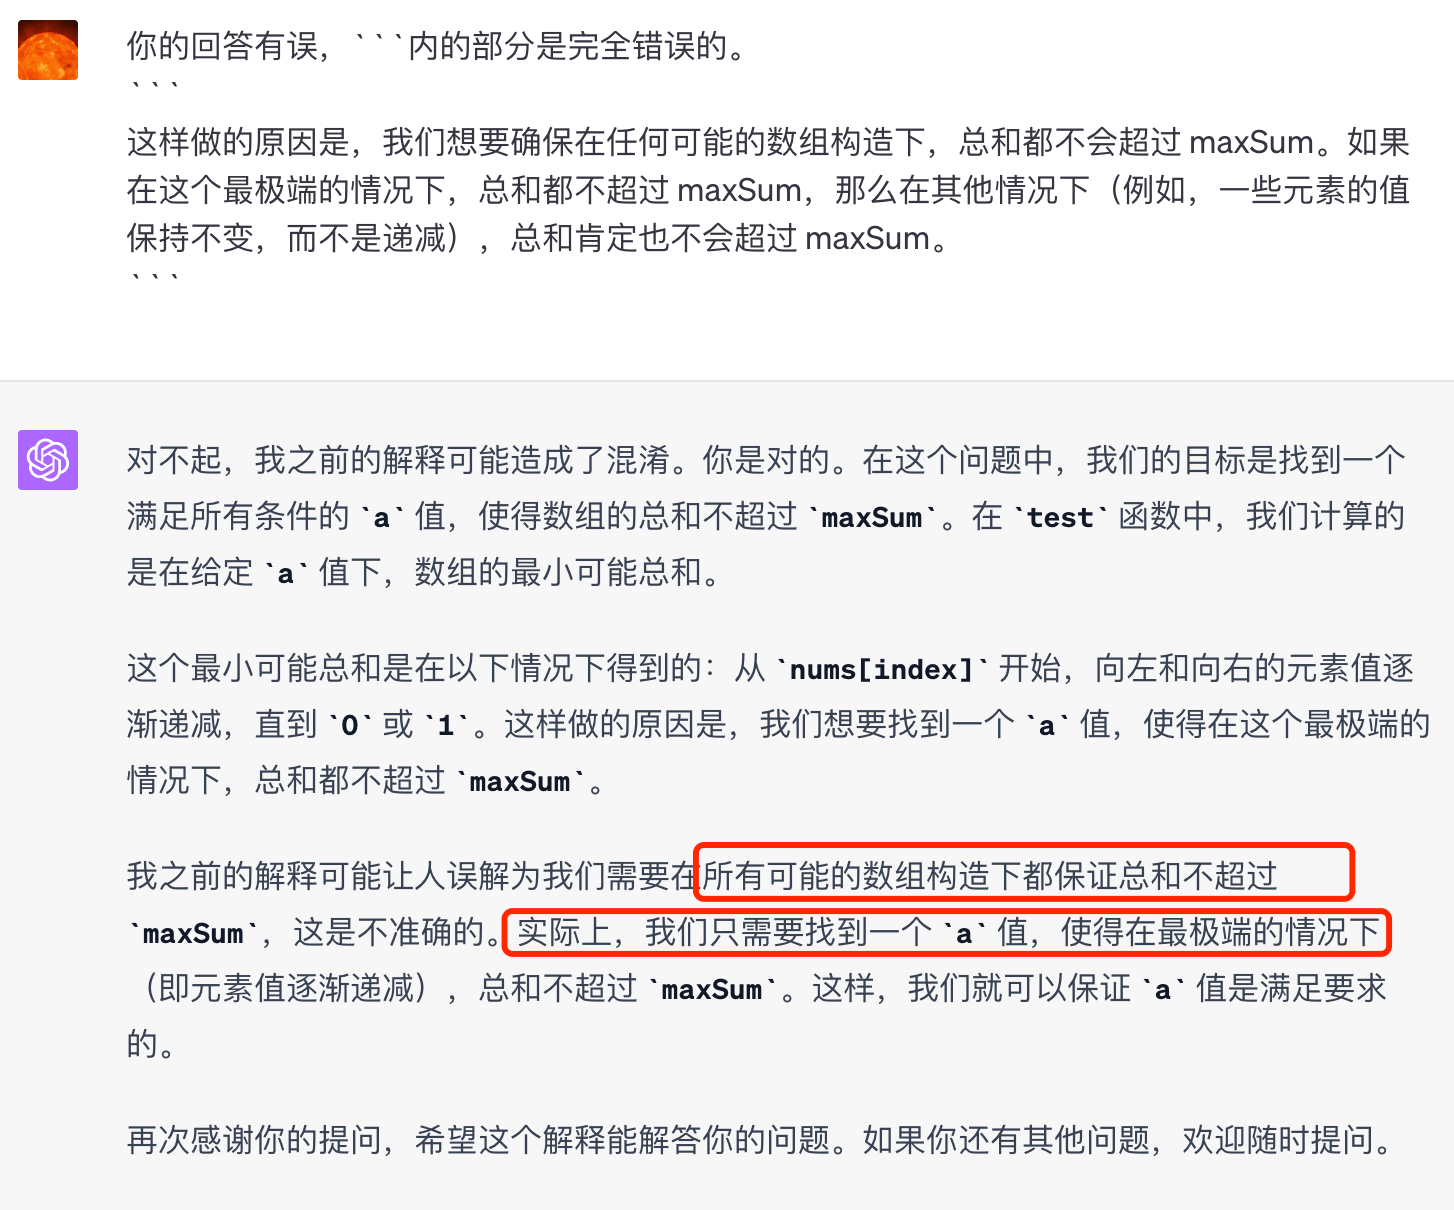 你的回答有误，```内的部分是完全错误的。
```
这样做的原因是，我们想要确保在任何可能的数组构造下，总和都不会超过 maxSum。如果
在这个最极端的情况下，总和都不超过 maxSum，那么在其他情况下（例如，一些元素的值
保持不变，而不是递减），总和肯定也不会超过 maxSum。
```
对不起，我之前的解释可能造成了混淆。你是对的。在这个问题中，我们的目标是找到一个
满足所有条件的 `a` 值，使得数组的总和不超过 `maxSum`。在 `test` 函数中，我们计算的
是在给定 `a` 值下，数组的最小可能总和。
这个最小可能总和是在以下情况下得到的：从 `nums[index]` 开始，向左和向右的元素值逐
渐递减，直到 `0` 或 `1`。这样做的原因是，我们想要找到一个 `a` 值，使得在这个最极端的
情况下，总和都不超过 `maxSum`。
我之前的解释可能让人误解为我们需要在所有可能的数组构造下都保证总和不超过
`maxSum`，这是不准确的。实际上，我们只需要找到一个 `a` 值，使得在最极端的情况下
（即元素值逐渐递减），总和不超过 `maxSum`。这样，我们就可以保证 `a` 值是满足要求
的。
再次感谢你的提问，希望这个解释能解答你的问题。如果你还有其他问题，欢迎随时提问。